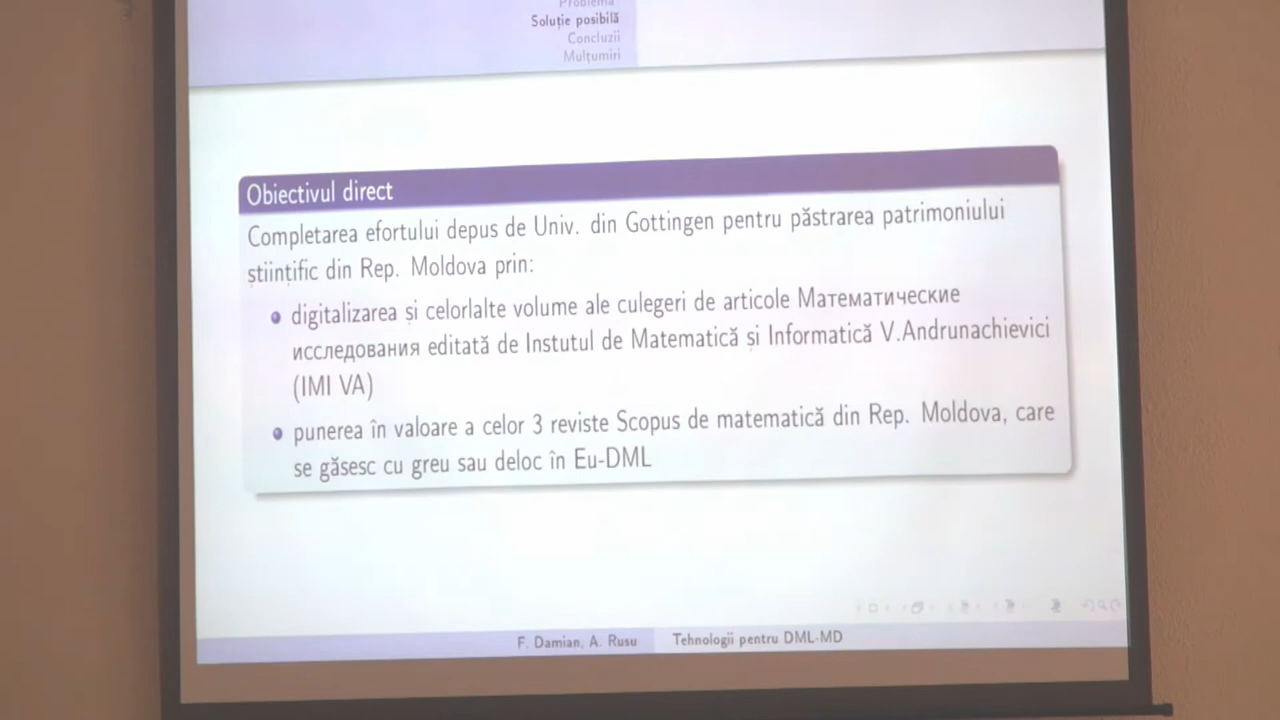 Problema
Soluție posibilă
Concluzii
Mulțumiri
Obiectivul direct
Completarea efortului depus de Univ. din Gottingen pentru păstrarea patrimoniului
științific din Rep. Moldova prin:
digitalizarea și celorlalte volume ale culegeri de articole Математические
исследования editată de Instutul de Matematică și Informatică V.Andrunachievici
(IMI VA)
punerea în valoare a celor 3 reviste Scopus de matematică din Rep. Moldova, care
se găsesc cu greu sau deloc în Eu-DML
F. Damian, A. Rusu
Tehnologii pentru DML-MD